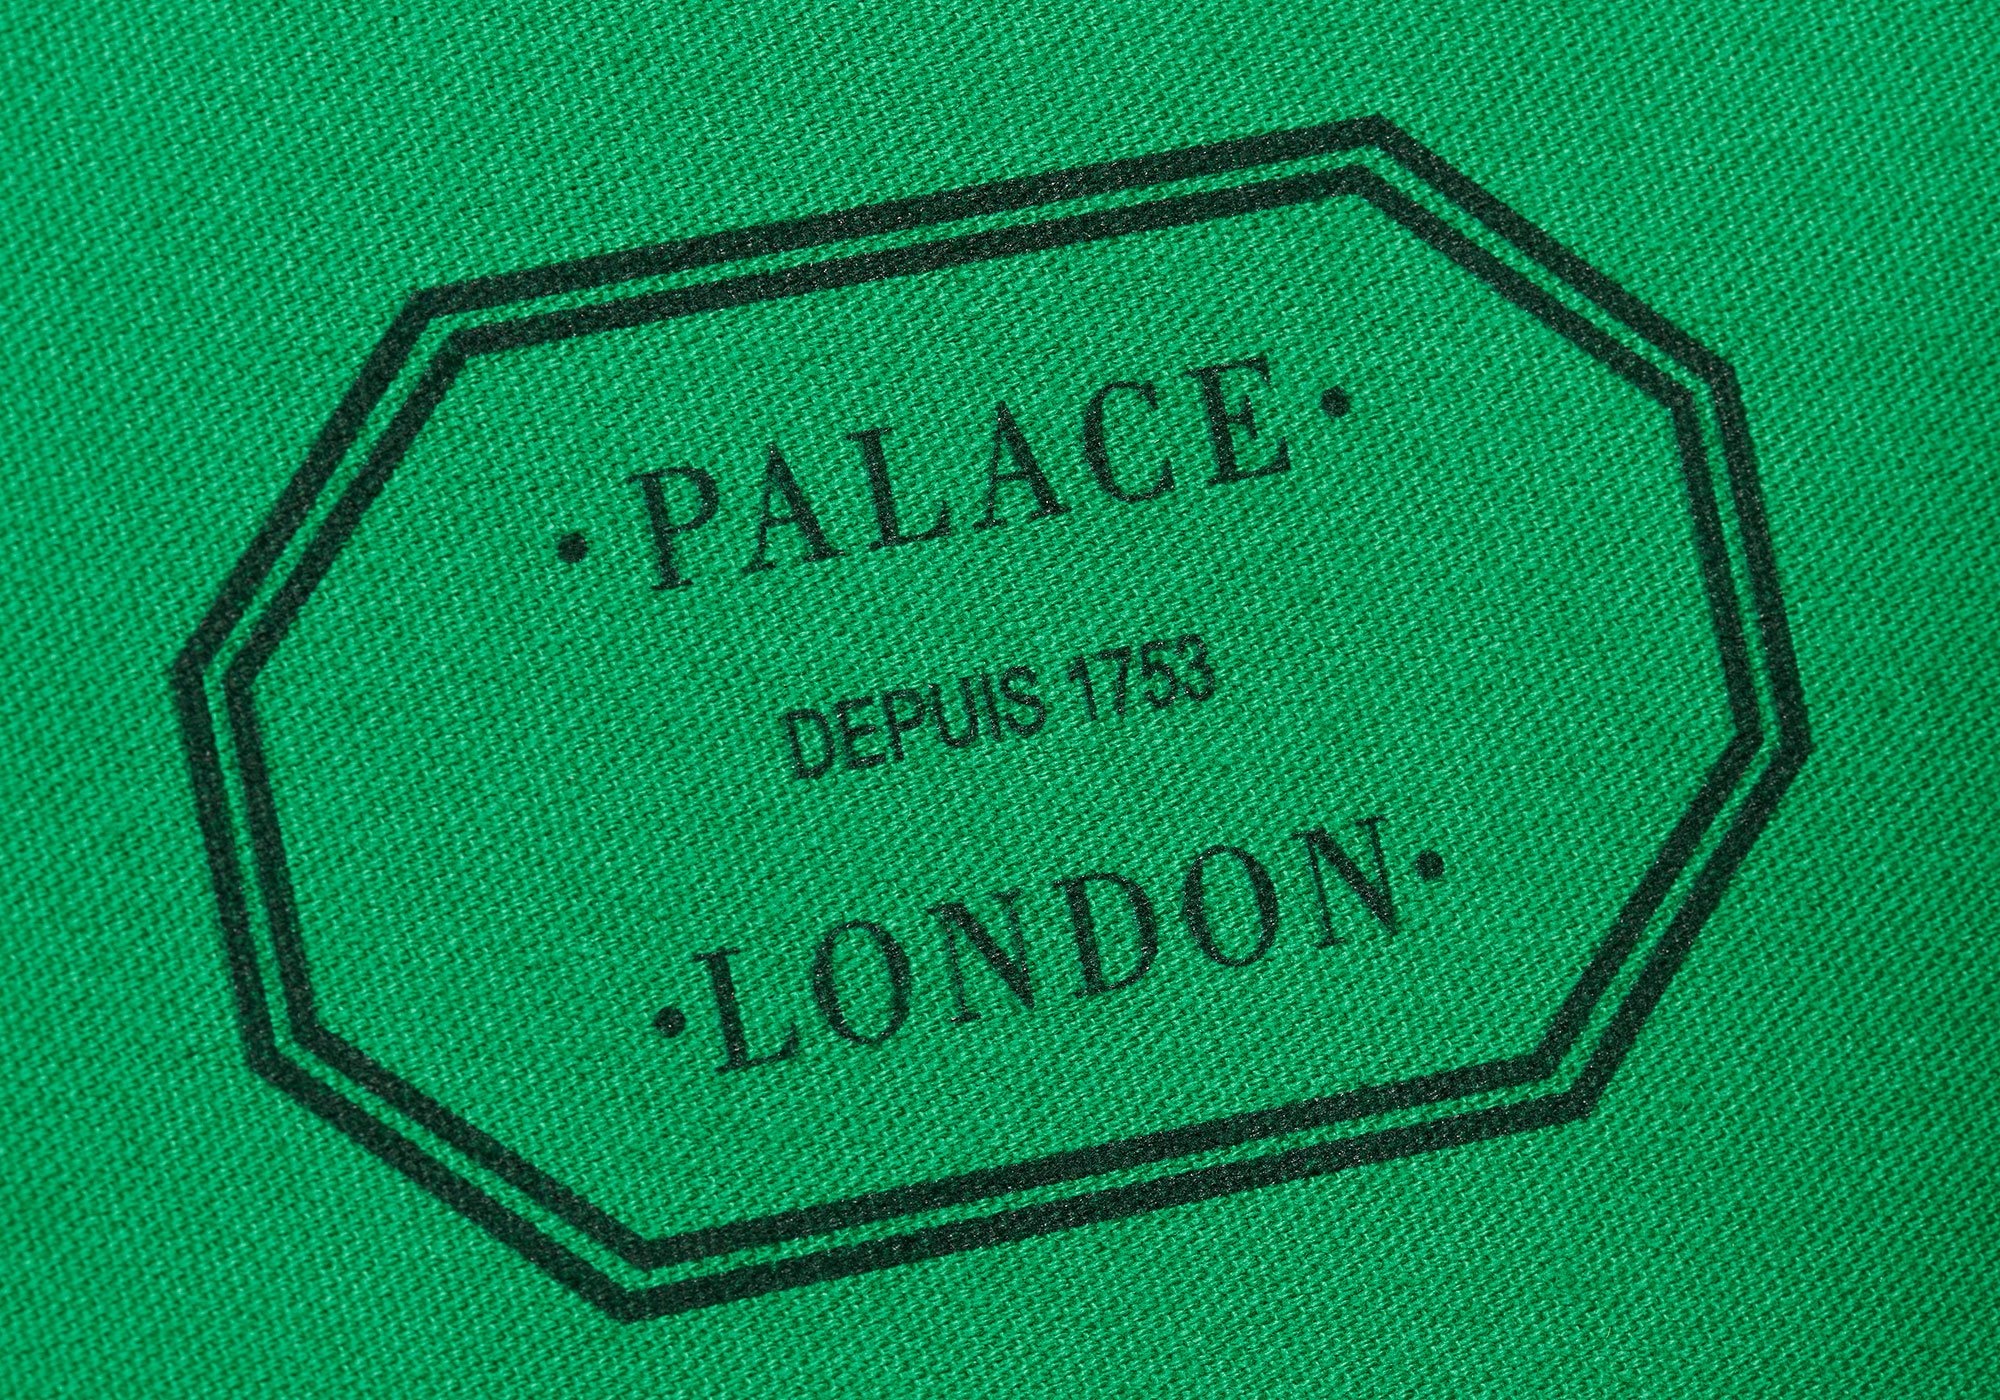 ·PALACE·
DEPUIS 1753
·LONDON·